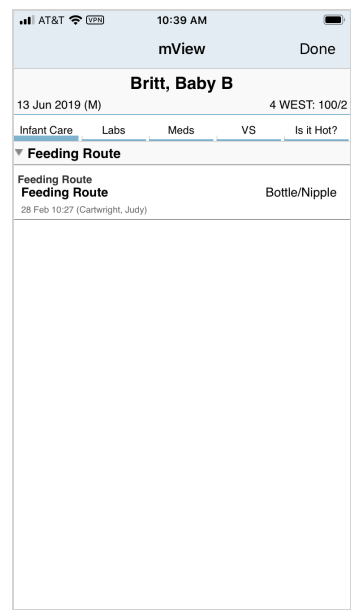 AT&T VPN 10:39 AM
mView Done
Britt, Baby B
13 Jun 2019 (M) 4 WEST: 100/2
Infant Care Labs Meds VS Is it Hot?
Feeding Route
Feeding Route
Feeding Route Bottle/Nipple
28 Feb 10:27 (Cartwright, Judy)